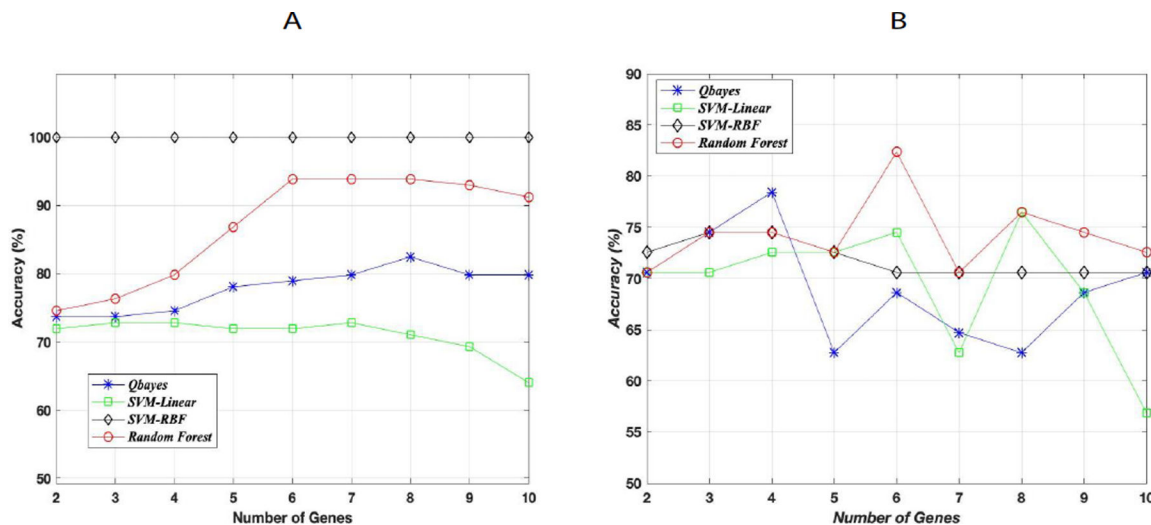 A
Accuracy (%)
100
90
80
70
60
50
Qbayes
SVM-Linear
SVM-RBF
Random Forest
2 3 4 5 6 7 8 9 10
Number of Genes
B
Accuracy (%)
90
85
80
75
70
65
60
55
50
Qbayes
SVM-Linear
SVM-RBF
Random Forest
2 3 4 5 6 7 8 9 10
Number of Genes